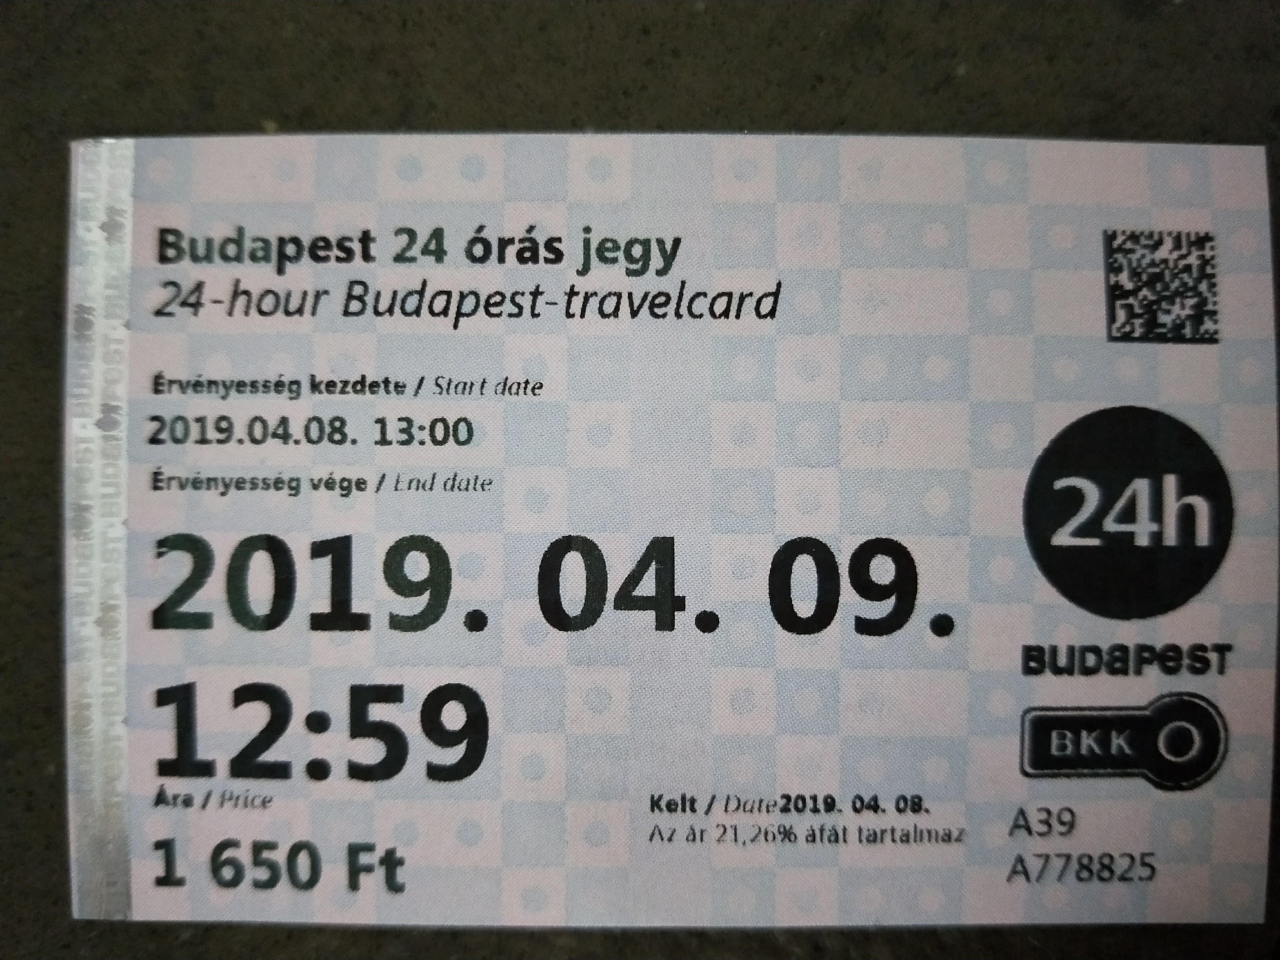 Budapest 24 órás jegy
24-hour Budapest-travelcard
Érvényesség kezdete / Start date
2019.04.08. 13:00
Érvényesség vége / End date
2019. 04. 09.
12:59
Ára / Price
1 650 Ft
Kelt / Date 2019. 04. 08.
Az ár 21,26% áfát tartalmaz
24h
BUDAPEST
BKK
A39
A778825